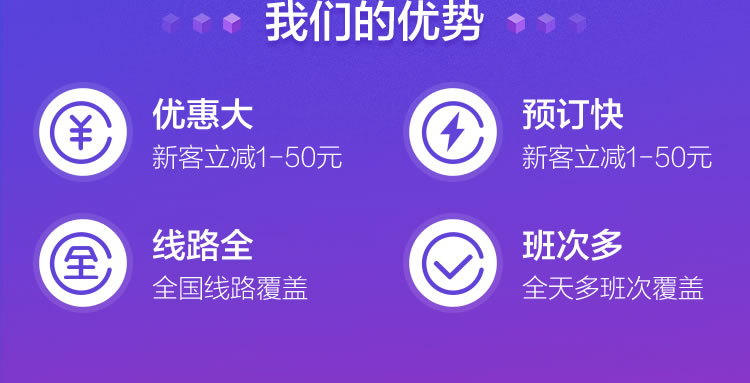 我们的优势
优惠大
新客立减1-50元
预订快
新客立减1-50元
线路全
全国线路覆盖
班次多
全天多班次覆盖
¥
全